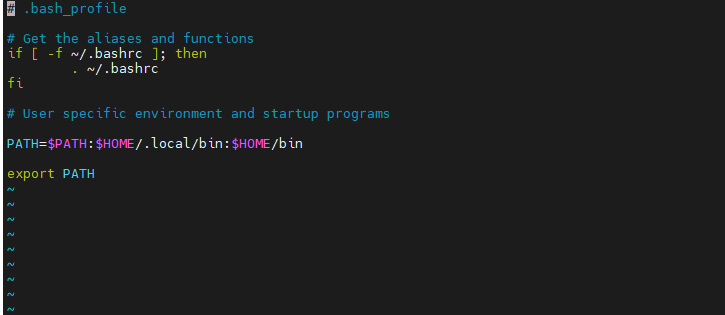 # .bash_profile
# Get the aliases and functions
if [ -f ~/.bashrc ]; then
        . ~/.bashrc
fi
# User specific environment and startup programs
PATH=$PATH:$HOME/.local/bin:$HOME/bin
export PATH
~
~
~
~
~
~
~
~
~